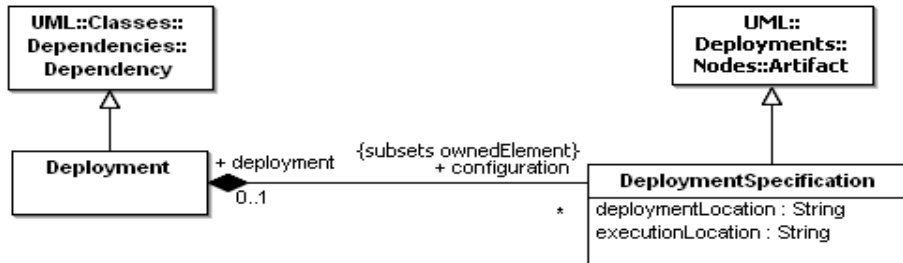 UML::Classes::
Dependencies::
Dependency
UML::
Deployments::
Nodes::Artifact
Deployment
+ deployment
0..1
{subsets ownedElement}
+ configuration
*
DeploymentSpecification
deploymentLocation : String
executionLocation : String